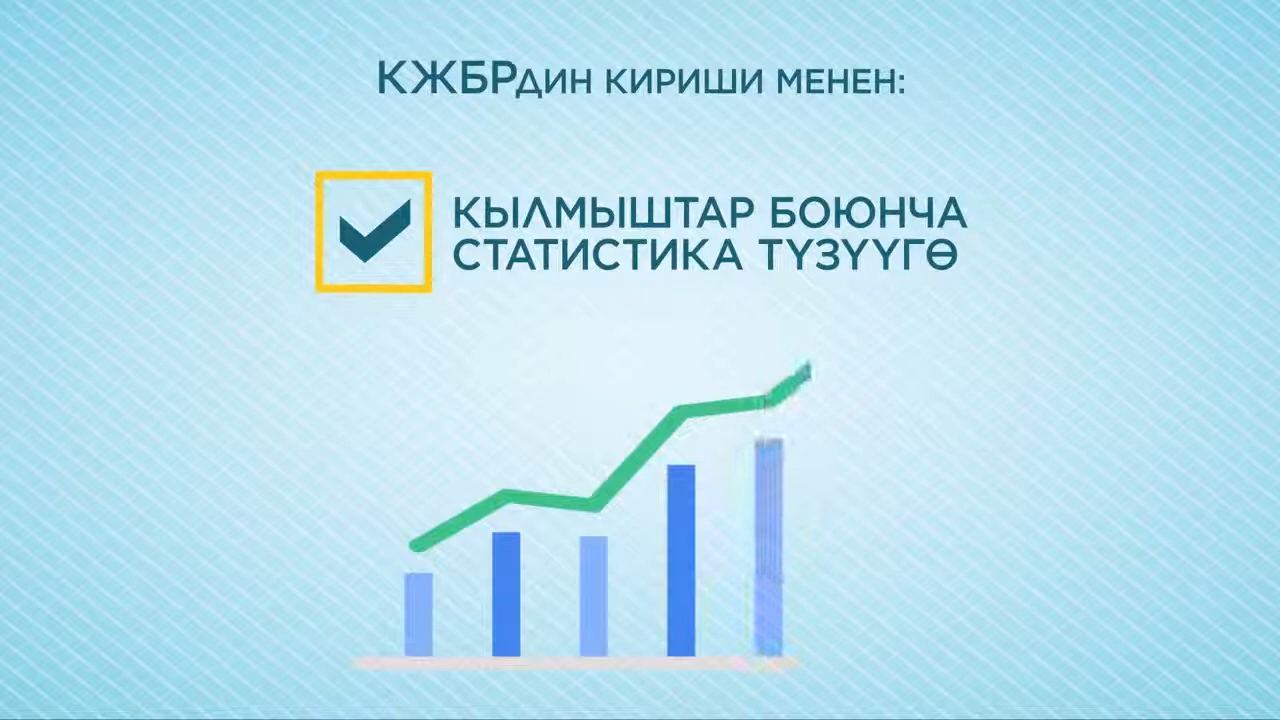 КЖБРдин кириши менен:
КЫЛМЫШТАР БОЮНЧА
СТАТИСТИКА ТҮЗҮҮГӨ